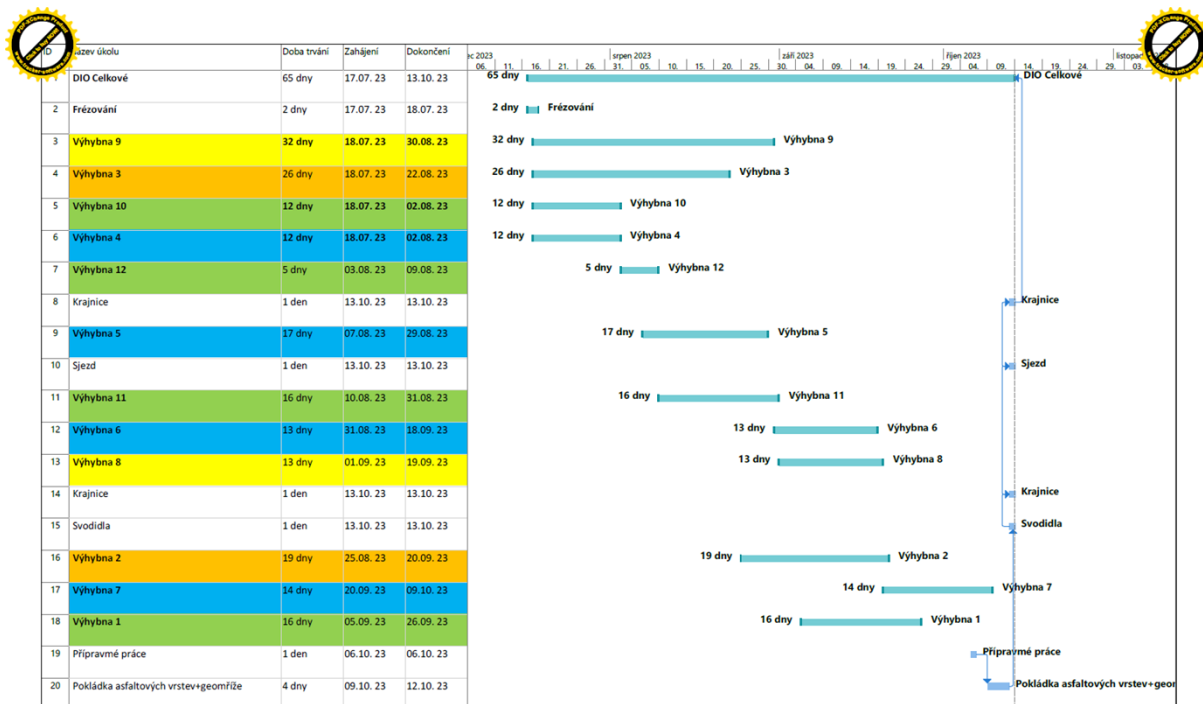 ID název úkolu Doba trvání Zahájení Dokončení ec 2023 srpen 2023 září 2023 říjen 2023 listopad
06. 11. 16. 21. 26. 31. 05. 10. 15. 20. 25. 30. 04. 09. 14. 19. 24. 29. 04. 09. 14. 19. 24. 29. 03.
DIO Celkové 65 dny 17.07. 23 13.10. 23 65 dny DIO Celkové
2 Frézování 2 dny 17.07. 23 18.07. 23 2 dny Frézování
3 Výhybna 9 32 dny 18.07. 23 30.08. 23 32 dny Výhybna 9
4 Výhybna 3 26 dny 18.07. 23 22.08. 23 26 dny Výhybna 3
5 Výhybna 10 12 dny 18.07. 23 02.08. 23 12 dny Výhybna 10
6 Výhybna 4 12 dny 18.07. 23 02.08. 23 12 dny Výhybna 4
7 Výhybna 12 5 dny 03.08. 23 09.08. 23 5 dny Výhybna 12
8 Krajnice 1 den 13.10. 23 13.10. 23 Krajnice
9 Výhybna 5 17 dny 07.08. 23 29.08. 23 17 dny Výhybna 5
10 Sjezd 1 den 13.10. 23 13.10. 23 Sjezd
11 Výhybna 11 16 dny 10.08. 23 31.08. 23 16 dny Výhybna 11
12 Výhybna 6 13 dny 31.08. 23 18.09. 23 13 dny Výhybna 6
13 Výhybna 8 13 dny 01.09. 23 19.09. 23 13 dny Výhybna 8
14 Krajnice 1 den 13.10. 23 13.10. 23 Krajnice
15 Svodidla 1 den 13.10. 23 13.10. 23 Svodidla
16 Výhybna 2 19 dny 25.08. 23 20.09. 23 19 dny Výhybna 2
17 Výhybna 7 14 dny 20.09. 23 09.10. 23 14 dny Výhybna 7
18 Výhybna 1 16 dny 05.09. 23 26.09. 23 16 dny Výhybna 1
19 Přípravmé práce 1 den 06.10. 23 06.10. 23 Přípravmé práce
20 Pokládka asfaltových vrstev+geomříže 4 dny 09.10. 23 12.10. 23 Pokládka asfaltových vrstev+geor